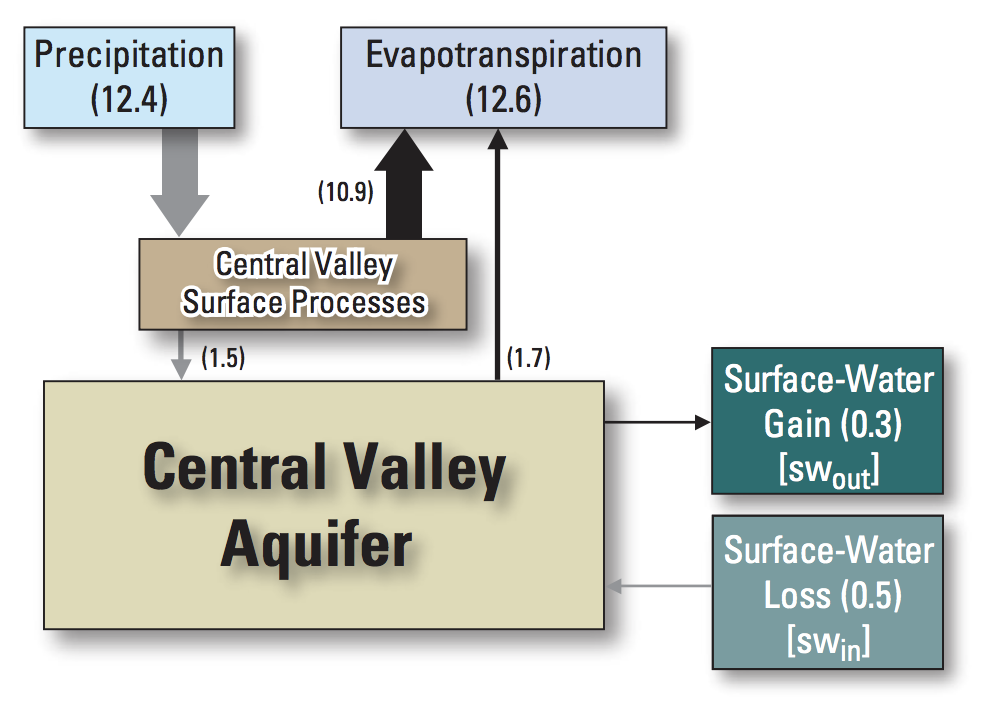 Precipitation
(12.4)
Evapotranspiration
(12.6)
(10.9)
Central Valley
Surface Processes
(1.5)
(1.7)
Central Valley
Aquifer
Surface-Water
Gain (0.3)
[swout]
Surface-Water
Loss (0.5)
[swin]